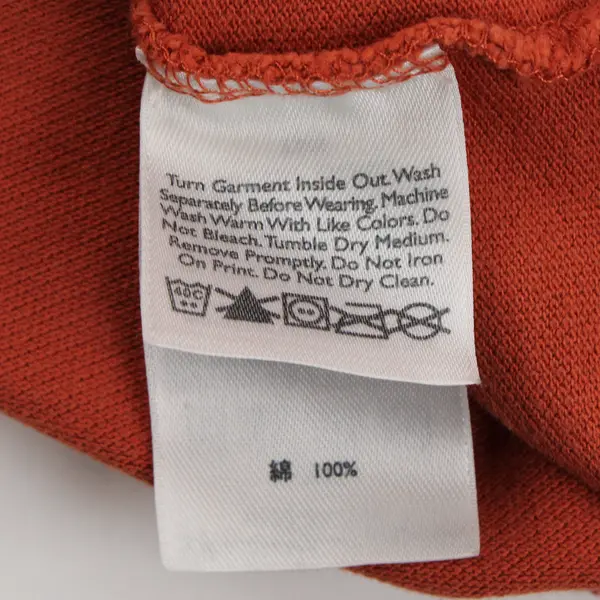 Turn Garment Inside Out. Wash
Separately Before Wearing. Machine
Wash Warm With Like Colors. Do
Not Bleach. Tumble Dry Medium.
Remove Promptly. Do Not Iron
On Print. Do Not Dry Clean.
40C
綿 100%